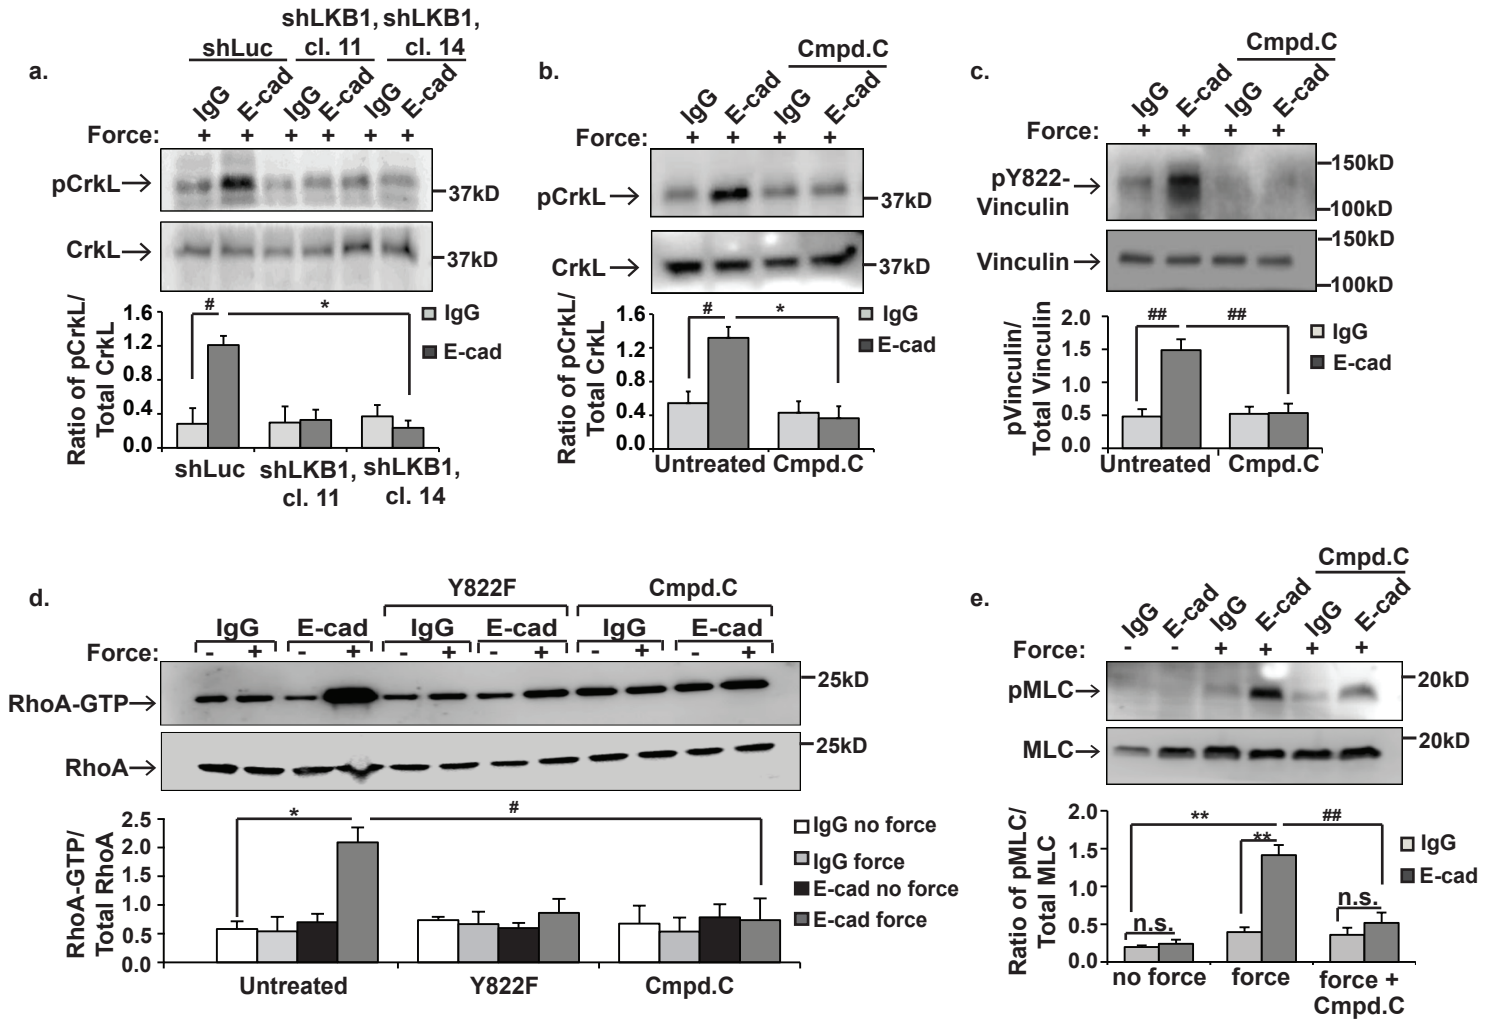 a.
shLuc
shLKB1, cl. 11
shLKB1, cl. 14
IgG E-cad IgG E-cad IgG E-cad
Force: + + + + + +
pCrkL→ 37kD
CrkL→ 37kD
Ratio of pCrkL/ Total CrkL
1.6
1.2
0.8
0.4
0.0
# *
IgG
E-cad
shLuc
shLKB1, cl. 11
shLKB1, cl. 14
b.
Cmpd.C
IgG E-cad IgG E-cad
Force: + + + +
pCrkL→ 37kD
CrkL→ 37kD
Ratio of pCrkL/ Total CrkL
1.6
1.2
0.8
0.4
0.0
# *
IgG
E-cad
Untreated Cmpd.C
c.
Cmpd.C
IgG E-cad IgG E-cad
Force: + + + +
pY822-Vinculin→
150kD
100kD
Vinculin→
150kD
100kD
pVinculin/ Total Vinculin
2.0
1.5
1.0
0.5
0.0
## ##
IgG
E-cad
Untreated Cmpd.C
d.
Y822F Cmpd.C
IgG E-cad IgG E-cad IgG E-cad
Force: - + - + - + - + - + - +
RhoA-GTP→ 25kD
RhoA→ 25kD
RhoA-GTP/ Total RhoA
2.5
2.0
1.5
1.0
0.5
0.0
* #
IgG no force
IgG force
E-cad no force
E-cad force
Untreated Y822F Cmpd.C
e.
Cmpd.C
IgG E-cad IgG E-cad IgG E-cad
Force: - - + + + +
pMLC→ 20kD
MLC→ 20kD
Ratio of pMLC/ Total MLC
2.0
1.5
1.0
0.5
0.0
** ##
**
n.s. n.s.
IgG
E-cad
no force force force + Cmpd.C